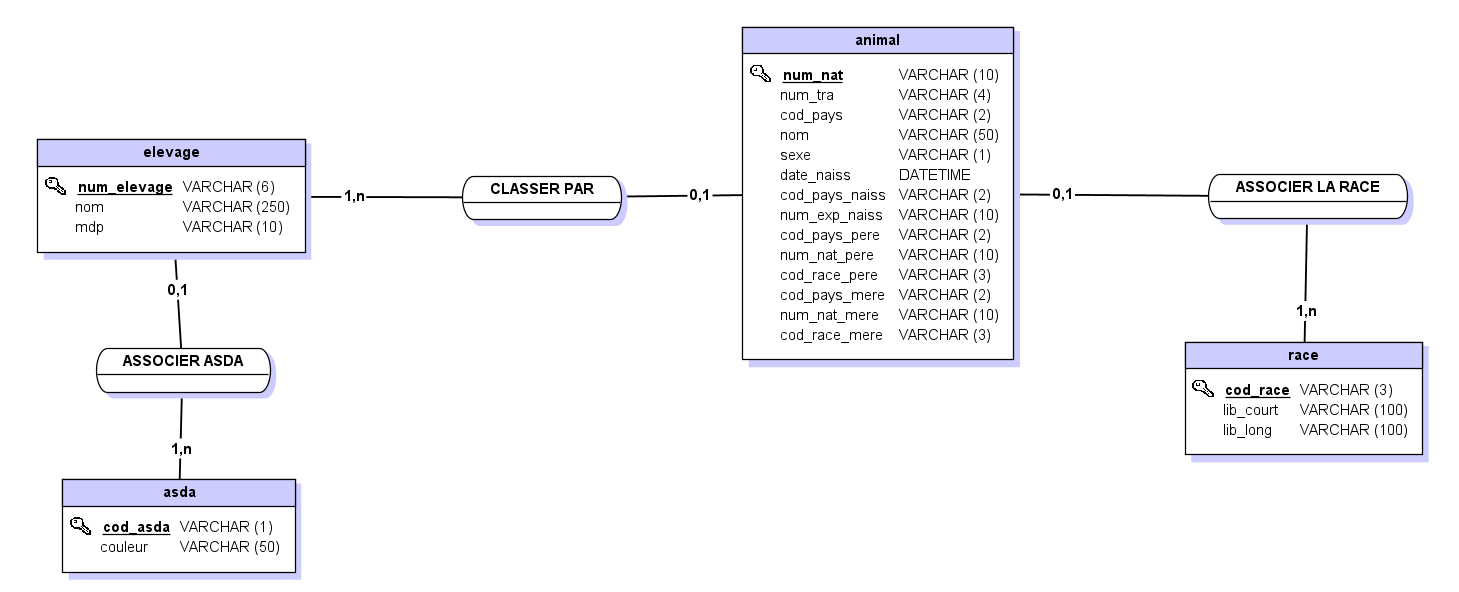 animal
num_nat VARCHAR (10)
num_tra VARCHAR (4)
cod_pays VARCHAR (2)
nom VARCHAR (50)
sexe VARCHAR (1)
date_naiss DATETIME
cod_pays_naiss VARCHAR (2)
num_exp_naiss VARCHAR (10)
cod_pays_pere VARCHAR (2)
num_nat_pere VARCHAR (10)
cod_race_pere VARCHAR (3)
cod_pays_mere VARCHAR (2)
num_nat_mere VARCHAR (10)
cod_race_mere VARCHAR (3)
elevage
num_elevage VARCHAR (6)
nom VARCHAR (250)
mdp VARCHAR (10)
1,n
CLASSER PAR
0,1
0,1
ASSOCIER LA RACE
0,1
ASSOCIER ASDA
1,n
1,n
race
cod_race VARCHAR (3)
lib_court VARCHAR (100)
lib_long VARCHAR (100)
asda
cod_asda VARCHAR (1)
couleur VARCHAR (50)